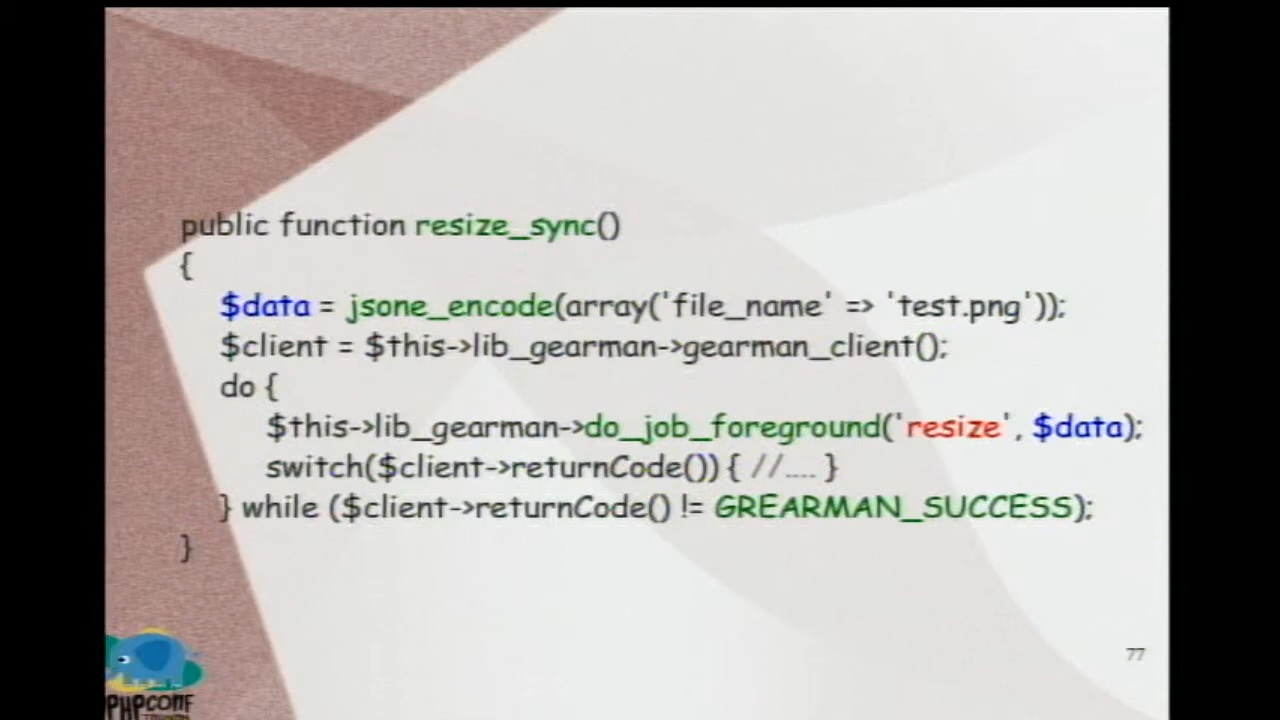 public function resize_sync()
{
$data = jsone_encode(array('file_name' => 'test.png'));
$client = $this->lib_gearman->gearman_client();
do {
$this->lib_gearman->do_job_foreground('resize', $data);
switch($client->returnCode()) { //.... }
} while ($client->returnCode() != GREARMAN_SUCCESS);
}
77
PHPCONF